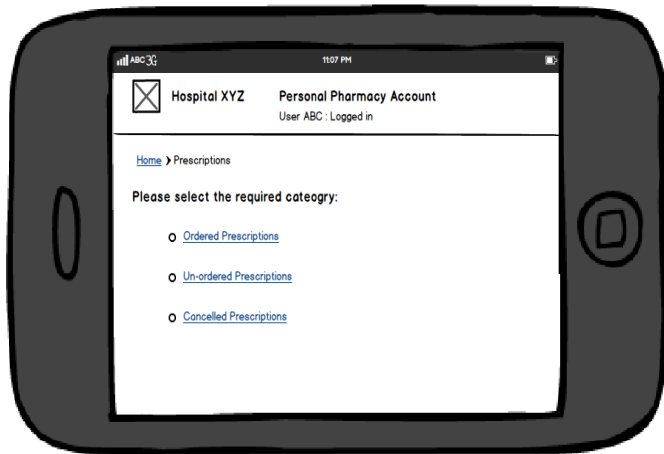 ABC 3G 11:07 PM
Hospital XYZ Personal Pharmacy Account
User ABC : Logged in
Home > Prescriptions
Please select the required cateogry:
Ordered Prescriptions
Un-ordered Prescriptions
Cancelled Prescriptions